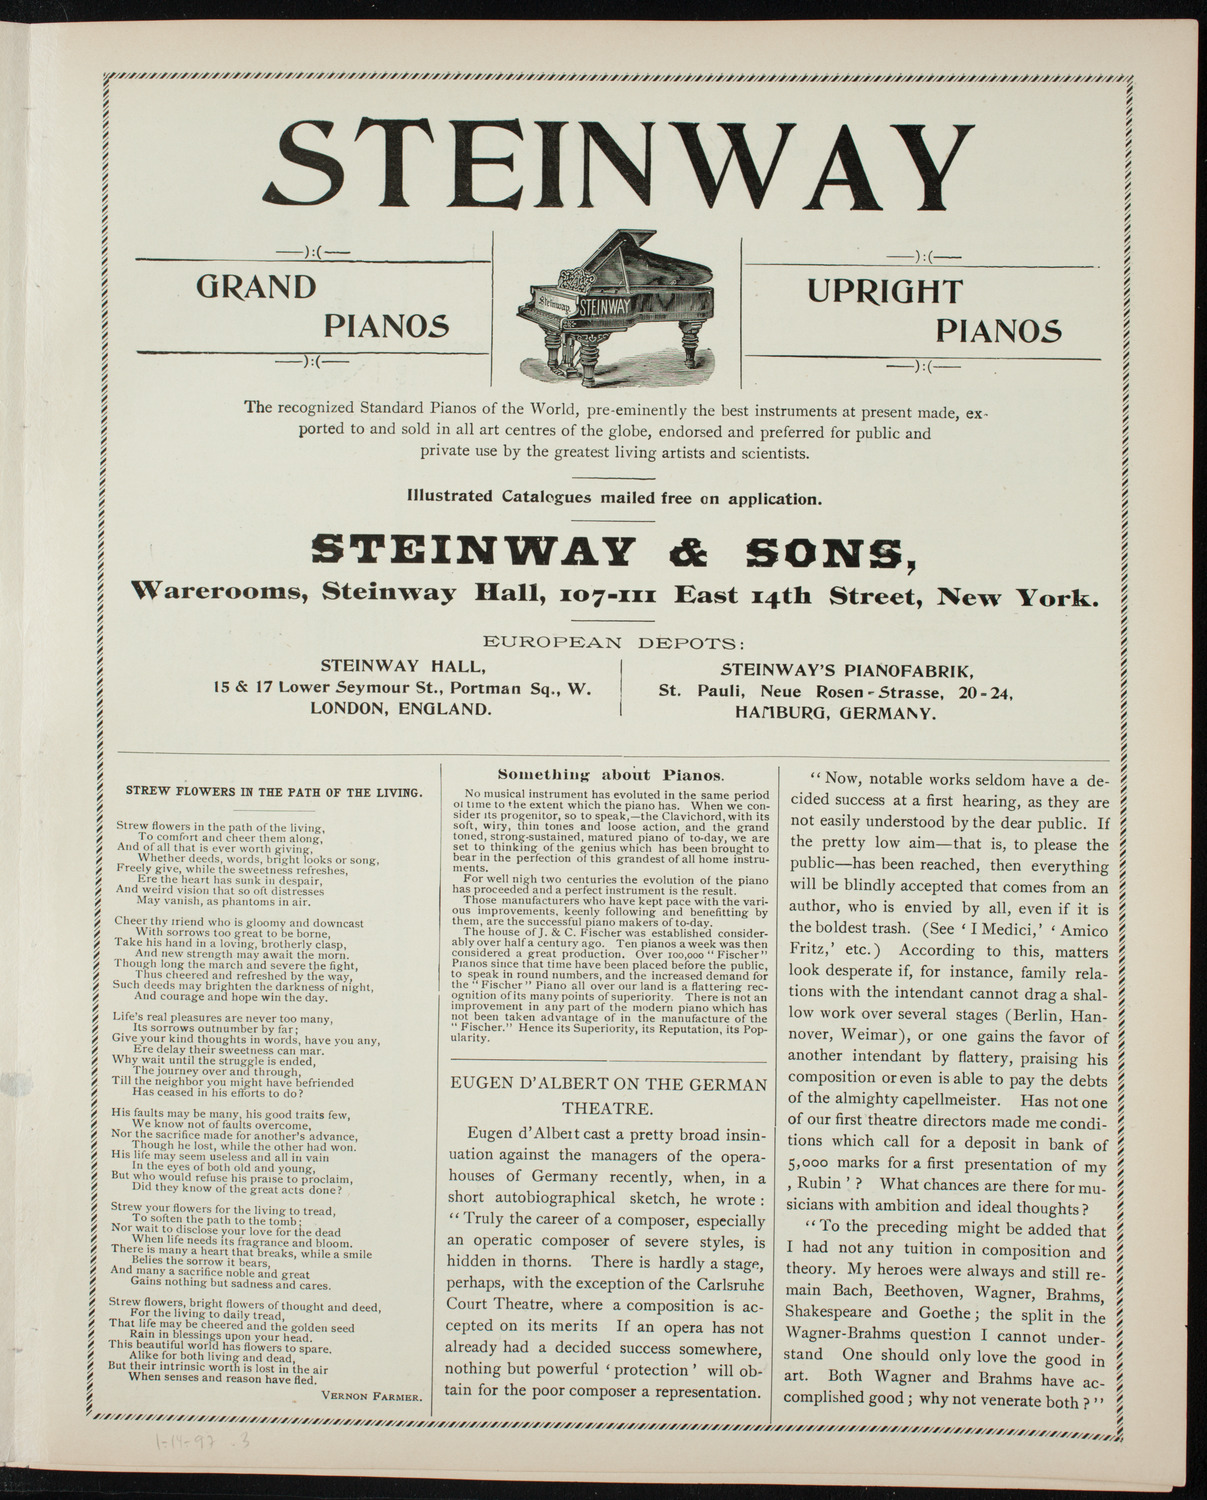 STEINWAY
—):(—
GRAND
PIANOS
—):(—
Steinway
STEINWAY
—):(—
UPRIGHT
PIANOS
—):(—
The recognized Standard Pianos of the World, pre-eminently the best instruments at present made, ex-
ported to and sold in all art centres of the globe, endorsed and preferred for public and
private use by the greatest living artists and scientists.
Illustrated Catalogues mailed free on application.
STEINWAY & SONS,
Warerooms, Steinway Hall, 107-111 East 14th Street, New York.
EUROPEAN DEPOTS:
STEINWAY HALL,
15 & 17 Lower Seymour St., Portman Sq., W.
LONDON, ENGLAND.
STEINWAY'S PIANOFABRIK,
St. Pauli, Neue Rosen-Strasse, 20-24,
HAMBURG, GERMANY.
STREW FLOWERS IN THE PATH OF THE LIVING.
Strew flowers in the path of the living,
To comfort and cheer them along,
And of all that is ever worth giving,
Whether deeds, words, bright looks or song,
Freely give, while the sweetness refreshes,
Ere the heart has sunk in despair,
And weird vision that so oft distresses
May vanish, as phantoms in air.
Cheer thy friend who is gloomy and downcast
With sorrows too great to be borne,
Take his hand in a loving, brotherly clasp,
And new strength may await the morn.
Though long the march and severe the fight,
Thus cheered and refreshed by the way,
Such deeds may brighten the darkness of night,
And courage and hope win the day.
Life's real pleasures are never too many,
Its sorrows outnumber by far;
Give your kind thoughts in words, have you any,
Ere delay their sweetness can mar.
Why wait until the struggle is ended,
The journey over and through,
Till the neighbor you might have befriended
Has ceased in his efforts to do?
His faults may be many, his good traits few,
We know not of faults overcome,
Nor the sacrifice made for another's advance,
Though he lost, while the other had won.
His life may seem useless and all in vain
In the eyes of both old and young,
But who would refuse his praise to proclaim,
Did they know of the great acts done?
Strew your flowers for the living to tread,
To soften the path to the tomb;
Nor wait to disclose your love for the dead
When life needs its fragrance and bloom.
There is many a heart that breaks, while a smile
Belies the sorrow it bears,
And many a sacrifice noble and great
Gains nothing but sadness and cares.
Strew flowers, bright flowers of thought and deed,
For the living to daily tread,
That life may be cheered and the golden seed
Rain in blessings upon your head.
This beautiful world has flowers to spare.
Alike for both living and dead,
But their intrinsic worth is lost in the air
When senses and reason have fled.
VERNON FARMER.
Something about Pianos.
No musical instrument has evoluted in the same period
of time to the extent which the piano has. When we con-
sider its progenitor, so to speak,—the Clavichord, with its
soft, wiry, thin tones and loose action, and the grand
toned, strong-sustained, matured piano of to-day, we are
set to thinking of the genius which has been brought to
bear in the perfection of this grandest of all home instru-
ments.
For well nigh two centuries the evolution of the piano
has proceeded and a perfect instrument is the result.
Those manufacturers who have kept pace with the vari-
ous improvements, keenly following and benefitting by
them, are the successful piano makers of to-day.
The house of J. & C. Fischer was established consider-
ably over half a century ago. Ten pianos a week was then
considered a great production. Over 100,000 "Fischer"
Pianos since that time have been placed before the public,
to speak in round numbers, and the increased demand for
the "Fischer" Piano all over our land is a flattering rec-
ognition of its many points of superiority. There is not an
improvement in any part of the modern piano which has
not been taken advantage of in the manufacture of the
"Fischer." Hence its Superiority, its Reputation, its Pop-
ularity.
EUGEN D'ALBERT ON THE GERMAN
THEATRE.
Eugen d'Albert cast a pretty broad insin-
uation against the managers of the opera-
houses of Germany recently, when, in a
short autobiographical sketch, he wrote:
"Truly the career of a composer, especially
an operatic composer of severe styles, is
hidden in thorns. There is hardly a stage,
perhaps, with the exception of the Carlsruhe
Court Theatre, where a composition is ac-
cepted on its merits If an opera has not
already had a decided success somewhere,
nothing but powerful 'protection' will ob-
tain for the poor composer a representation.
"Now, notable works seldom have a de-
cided success at a first hearing, as they are
not easily understood by the dear public. If
the pretty low aim—that is, to please the
public—has been reached, then everything
will be blindly accepted that comes from an
author, who is envied by all, even if it is
the boldest trash. (See 'I Medici,' 'Amico
Fritz,' etc.) According to this, matters
look desperate if, for instance, family rela-
tions with the intendant cannot drag a shal-
low work over several stages (Berlin, Han-
nover, Weimar), or one gains the favor of
another intendant by flattery, praising his
composition or even is able to pay the debts
of the almighty capellmeister. Has not one
of our first theatre directors made me condi-
tions which call for a deposit in bank of
5,000 marks for a first presentation of my
, Rubin'? What chances are there for mu-
sicians with ambition and ideal thoughts?
"To the preceding might be added that
I had not any tuition in composition and
theory. My heroes were always and still re-
main Bach, Beethoven, Wagner, Brahms,
Shakespeare and Goethe; the split in the
Wagner-Brahms question I cannot under-
stand One should only love the good in
art. Both Wagner and Brahms have ac-
complished good; why not venerate both?"
1-14-97 .3